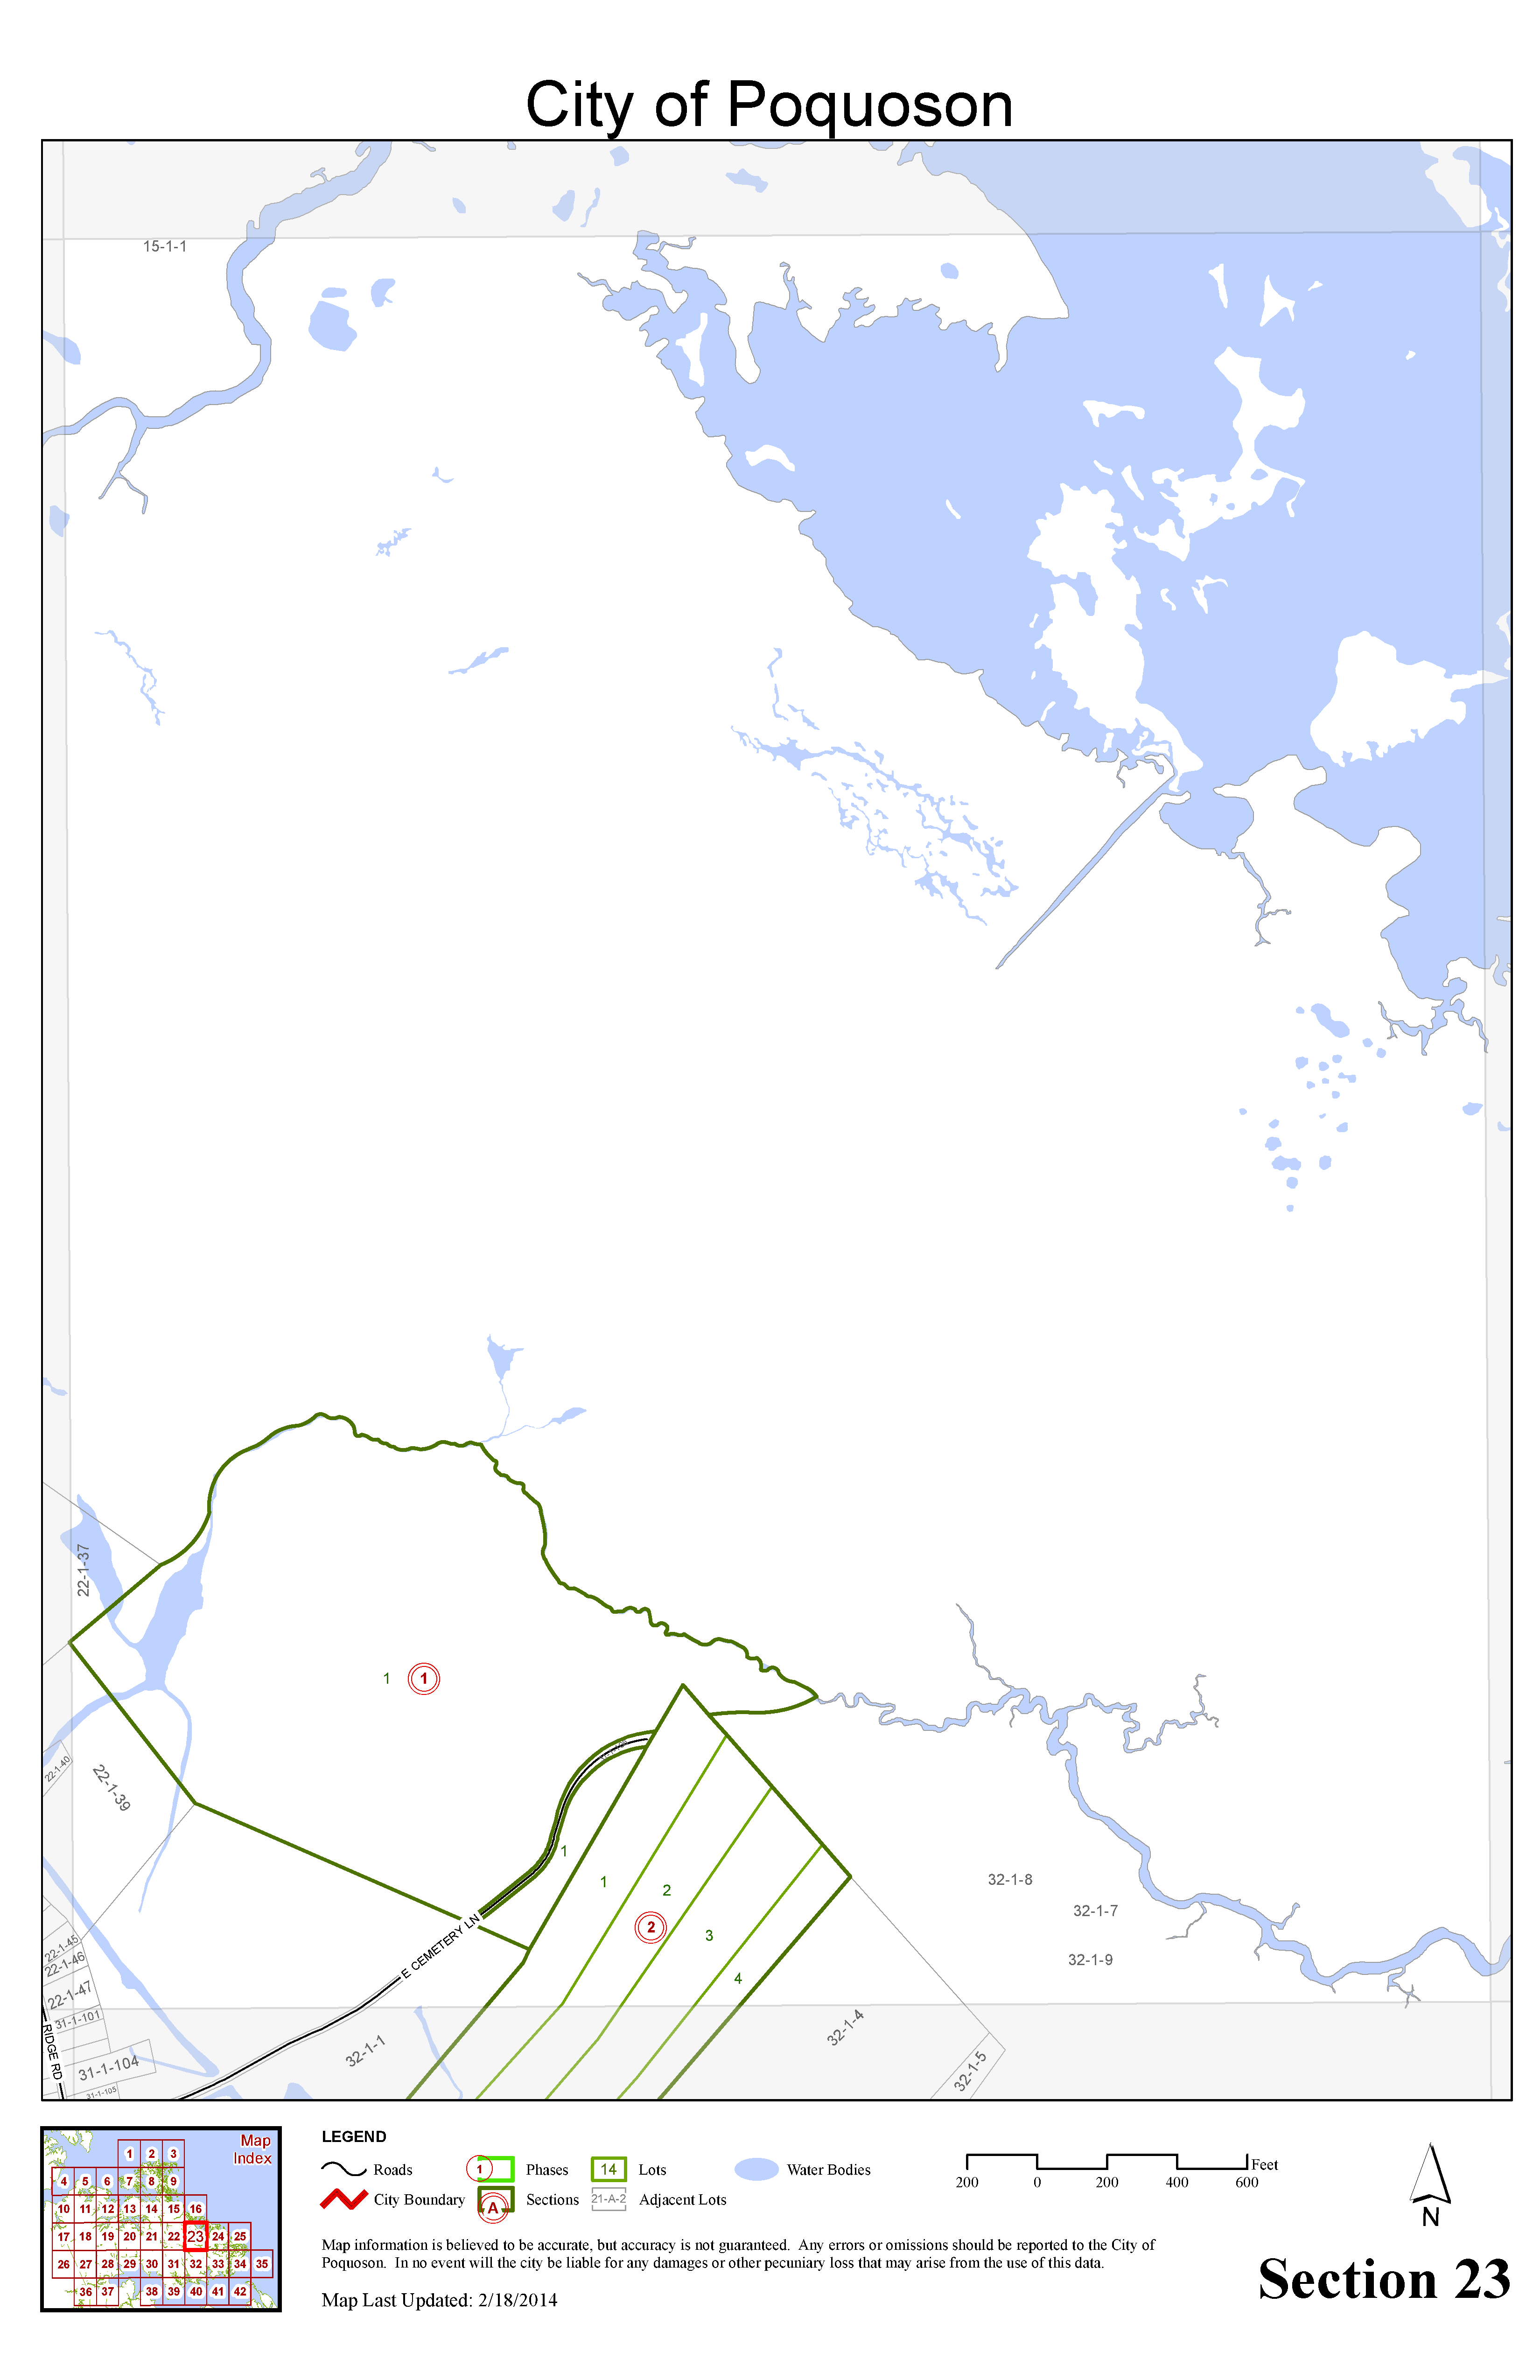 City of Poquoson
15-1-1
22-1-37
1 1
22-1-40
22-1-39
1
1
2
2
3
4
E CEMETERY LN
32-1-8
32-1-7
32-1-9
22-1-45
22-1-46
22-1-47
31-1-101
31-1-104
31-1-105
RIDGE RD
32-1-1
32-1-4
32-1-5
Map
Index
1 2 3
4 5 6 7 8 9
10 11 12 13 14 15 16
17 18 19 20 21 22 23 24 25
26 27 28 29 30 31 32 33 34 35
36 37 38 39 40 41 42
LEGEND
Roads 1 Phases 14 Lots Water Bodies
City Boundary A Sections 21-A-2 Adjacent Lots
200 0 200 400 600 Feet
N
Map information is believed to be accurate, but accuracy is not guaranteed. Any errors or omissions should be reported to the City of
Poquoson. In no event will the city be liable for any damages or other pecuniary loss that may arise from the use of this data.
Map Last Updated: 2/18/2014
Section 23